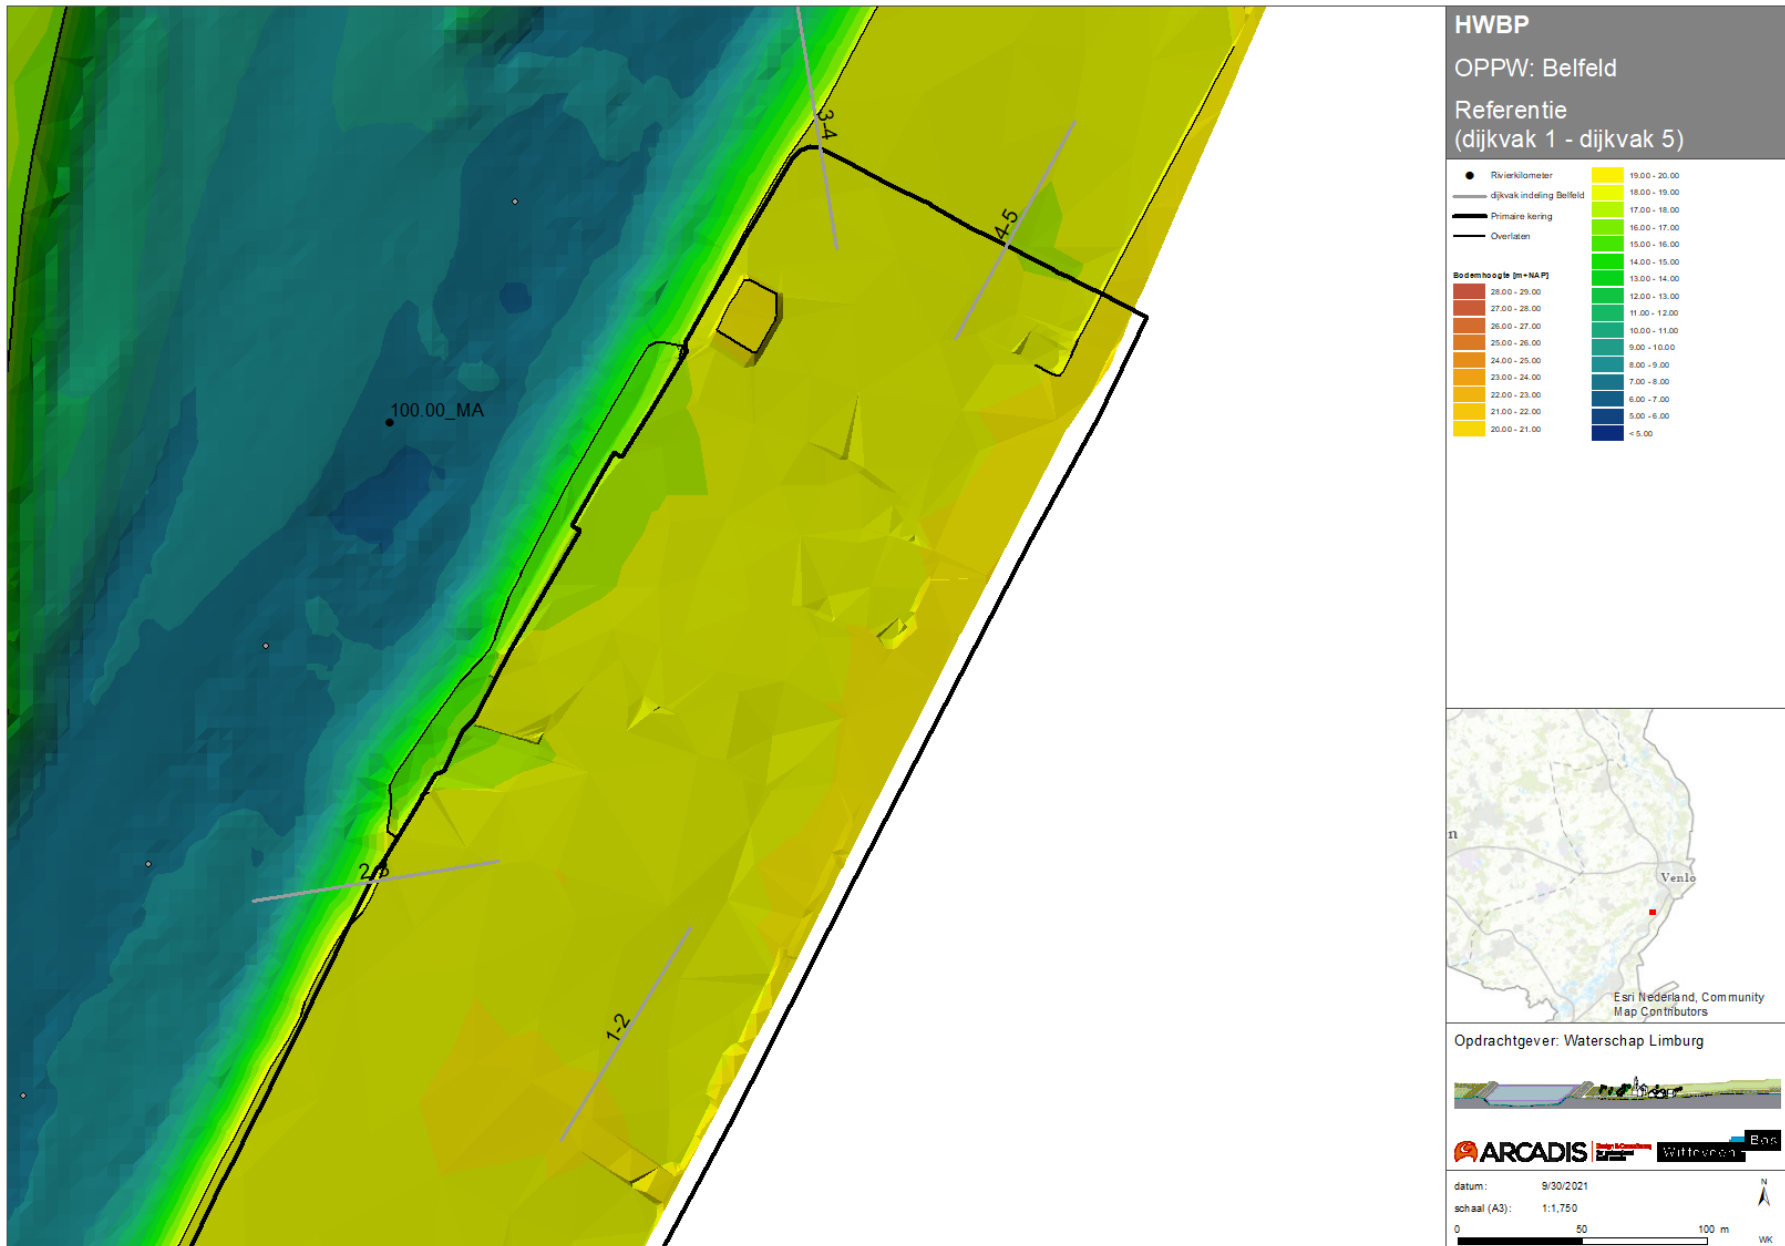 HWBP
OPPW: Belfeld
Referentie
(dijkvak 1 - dijkvak 5)
Rivierkilometer
dijkvak indeling Belfeld
Primaire kering
Overlaten
Bodemhoogte [m+NAP]
28.00 - 29.00
27.00 - 28.00
26.00 - 27.00
25.00 - 26.00
24.00 - 25.00
23.00 - 24.00
22.00 - 23.00
21.00 - 22.00
20.00 - 21.00
19.00 - 20.00
18.00 - 19.00
17.00 - 18.00
16.00 - 17.00
15.00 - 16.00
14.00 - 15.00
13.00 - 14.00
12.00 - 13.00
11.00 - 12.00
10.00 - 11.00
9.00 - 10.00
8.00 - 9.00
7.00 - 8.00
6.00 - 7.00
5.00 - 6.00
< 5.00
3-4
4-5
100.00_MA
2-3
1-2
n
Venlo
Esri Nederland, Community
Map Contributors
Opdrachtgever: Waterschap Limburg
ARCADIS
Witteveen
Bos
datum: 9/30/2021
schaal (A3): 1:1,750
N
0 50 100 m
WK